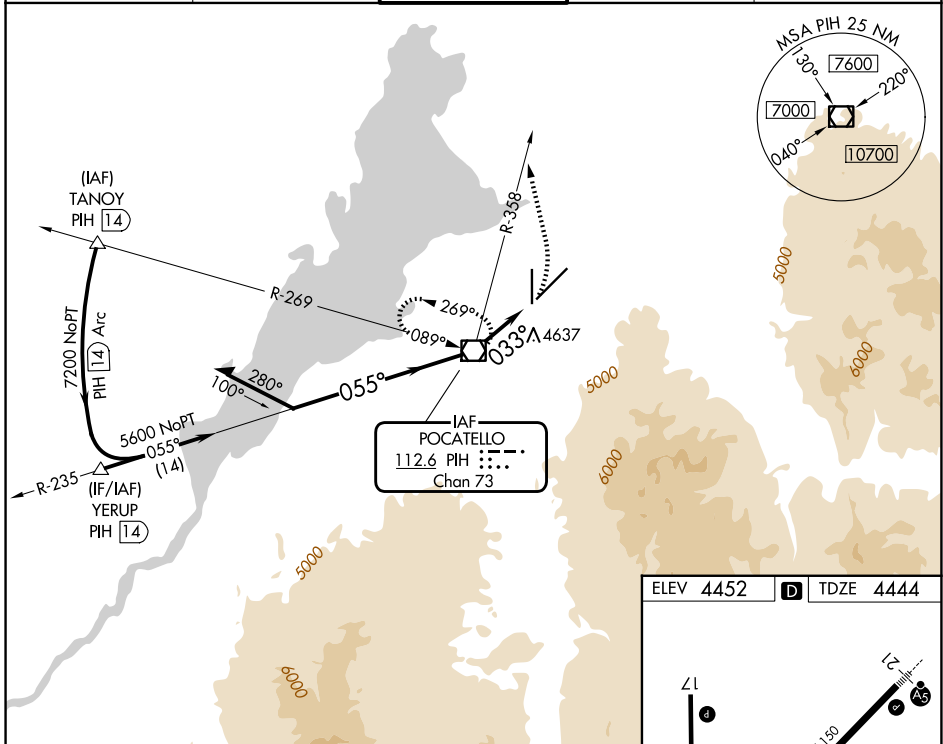 MSA PIH 25 NM
130°
7600
220°
7000
040°
10700
(IAF)
TANOY
PIH 14
R-269
R-358
7200 NoPT
PIH 14 Arc
269°
089°
033°
4637
280°
100°
055°
5600 NoPT
055°
(14)
R-235
(IF/IAF)
YERUP
PIH 14
IAF
POCATELLO
112.6 PIH
Chan 73
5000
6000
5000
6000
5000
6000
ELEV 4452 D TDZE 4444
17
P
21
P
A5
150